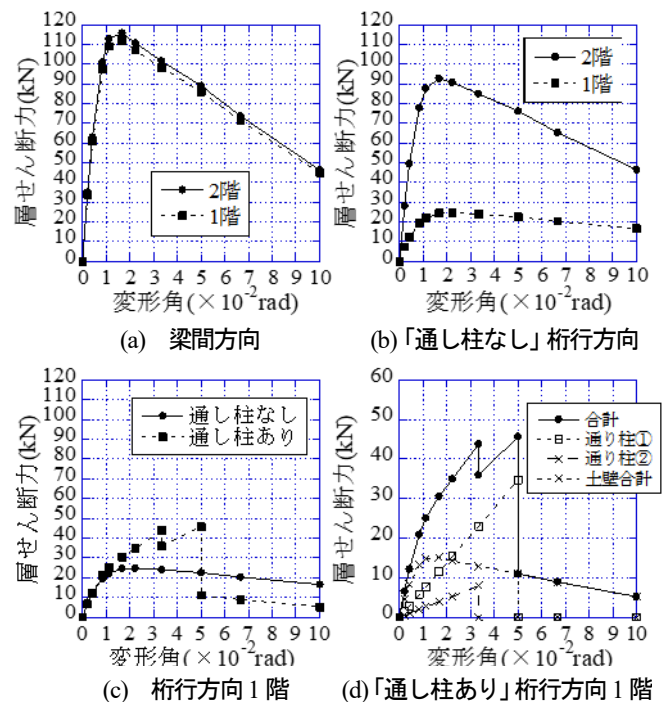 層せん断力(kN)
120
110
100
90
80
70
60
50
40
30
20
10
0
2階
1階
0 1 2 3 4 5 6 7 8 9 10
変形角(×10⁻²rad)
(a) 梁間方向
層せん断力(kN)
120
110
100
90
80
70
60
50
40
30
20
10
0
2階
1階
0 1 2 3 4 5 6 7 8 9 10
変形角(×10⁻²rad)
(b)「通し柱なし」桁行方向
層せん断力(kN)
120
110
100
90
80
70
60
50
40
30
20
10
0
通し柱なし
通し柱あり
0 1 2 3 4 5 6 7 8 9 10
変形角(×10⁻²rad)
(c) 桁行方向1階
層せん断力(kN)
60
50
40
30
20
10
0
合計
通り柱①
通り柱②
土壁合計
0 1 2 3 4 5 6 7 8 9 10
変形角(×10⁻²rad)
(d)「通し柱あり」桁行方向1階